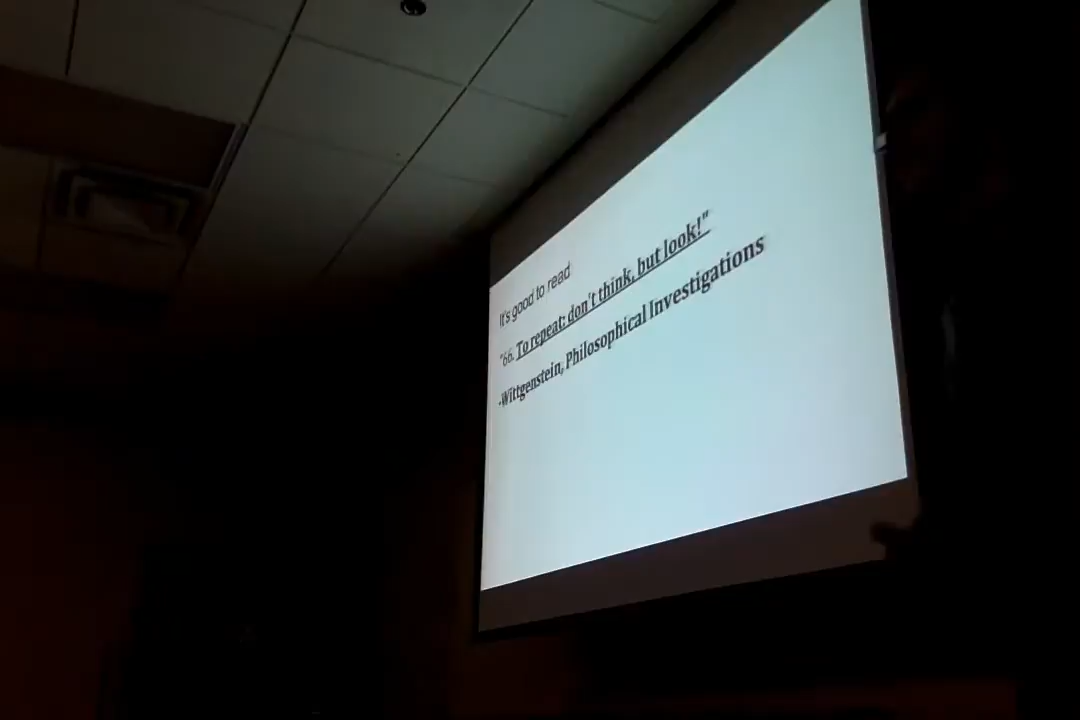 It's good to read
"66. To repeat: don't think, but look!"
-Wittgenstein, Philosophical Investigations